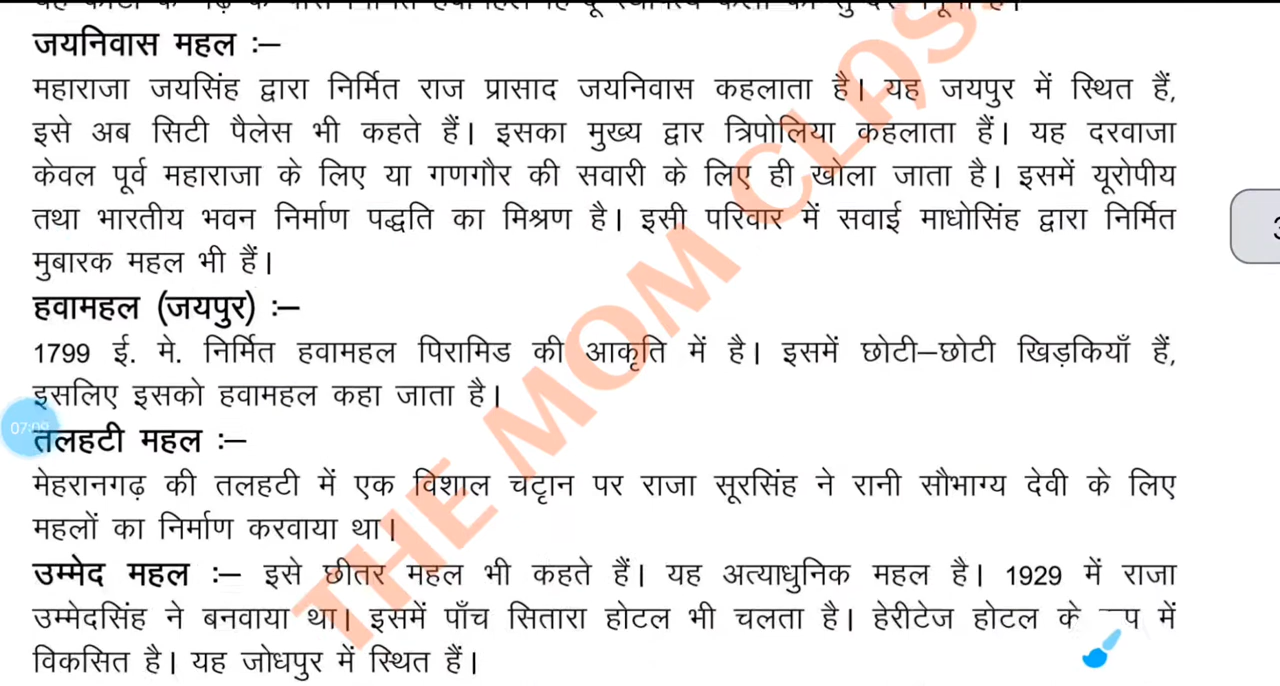 जयनिवास महल :–
महाराजा जयसिंह द्वारा निर्मित राज प्रासाद जयनिवास कहलाता है। यह जयपुर में स्थित हैं,
इसे अब सिटी पैलेस भी कहते हैं। इसका मुख्य द्वार त्रिपोलिया कहलाता हैं। यह दरवाजा
केवल पूर्व महाराजा के लिए या गणगौर की सवारी के लिए ही खोला जाता है। इसमें यूरोपीय
तथा भारतीय भवन निर्माण पद्धति का मिश्रण है। इसी परिवार में सवाई माधोसिंह द्वारा निर्मित
मुबारक महल भी हैं।
हवामहल (जयपुर) :–
1799 ई. मे. निर्मित हवामहल पिरामिड की आकृति में है। इसमें छोटी–छोटी खिड़कियाँ हैं,
इसलिए इसको हवामहल कहा जाता है।
07:09
तलहटी महल :–
मेहरानगढ़ की तलहटी में एक विशाल चट्टान पर राजा सूरसिंह ने रानी सौभाग्य देवी के लिए
महलों का निर्माण करवाया था।
उम्मेद महल :– इसे छीतर महल भी कहते हैं। यह अत्याधुनिक महल है। 1929 में राजा
उम्मेदसिंह ने बनवाया था। इसमें पाँच सितारा होटल भी चलता है। हेरीटेज होटल के में
विकसित है। यह जोधपुर में स्थित हैं।
THE MOM CLAS